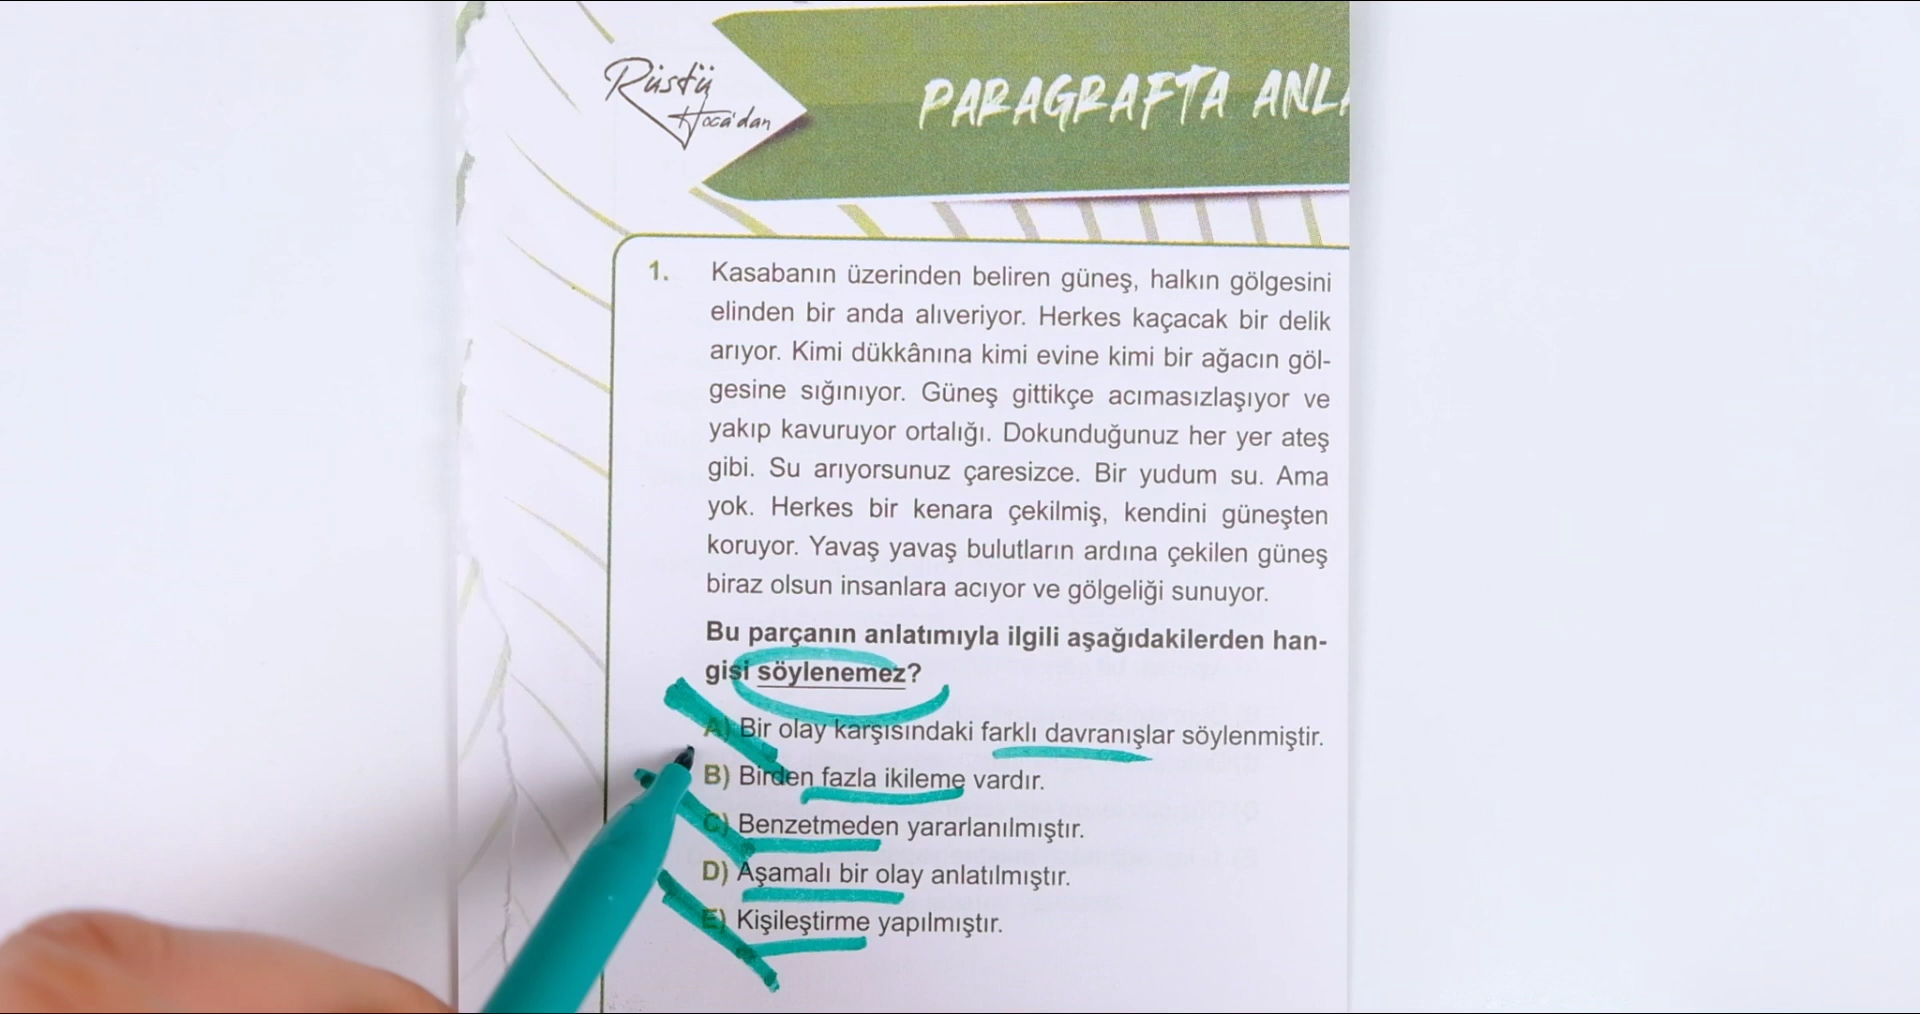 Rüştü
Hoca'dan
PARAGRAFTA ANLA
1. Kasabanın üzerinden beliren güneş, halkın gölgesini
elinden bir anda alıveriyor. Herkes kaçacak bir delik
arıyor. Kimi dükkânına kimi evine kimi bir ağacın göl-
gesine sığınıyor. Güneş gittikçe acımasızlaşıyor ve
yakıp kavuruyor ortalığı. Dokunduğunuz her yer ateş
gibi. Su arıyorsunuz çaresizce. Bir yudum su. Ama
yok. Herkes bir kenara çekilmiş, kendini güneşten
koruyor. Yavaş yavaş bulutların ardına çekilen güneş
biraz olsun insanlara acıyor ve gölgeliği sunuyor.
Bu parçanın anlatımıyla ilgili aşağıdakilerden han-
gisi söylenemez?
A) Bir olay karşısındaki farklı davranışlar söylenmiştir.
B) Birden fazla ikileme vardır.
C) Benzetmeden yararlanılmıştır.
D) Aşamalı bir olay anlatılmıştır.
E) Kişileştirme yapılmıştır.